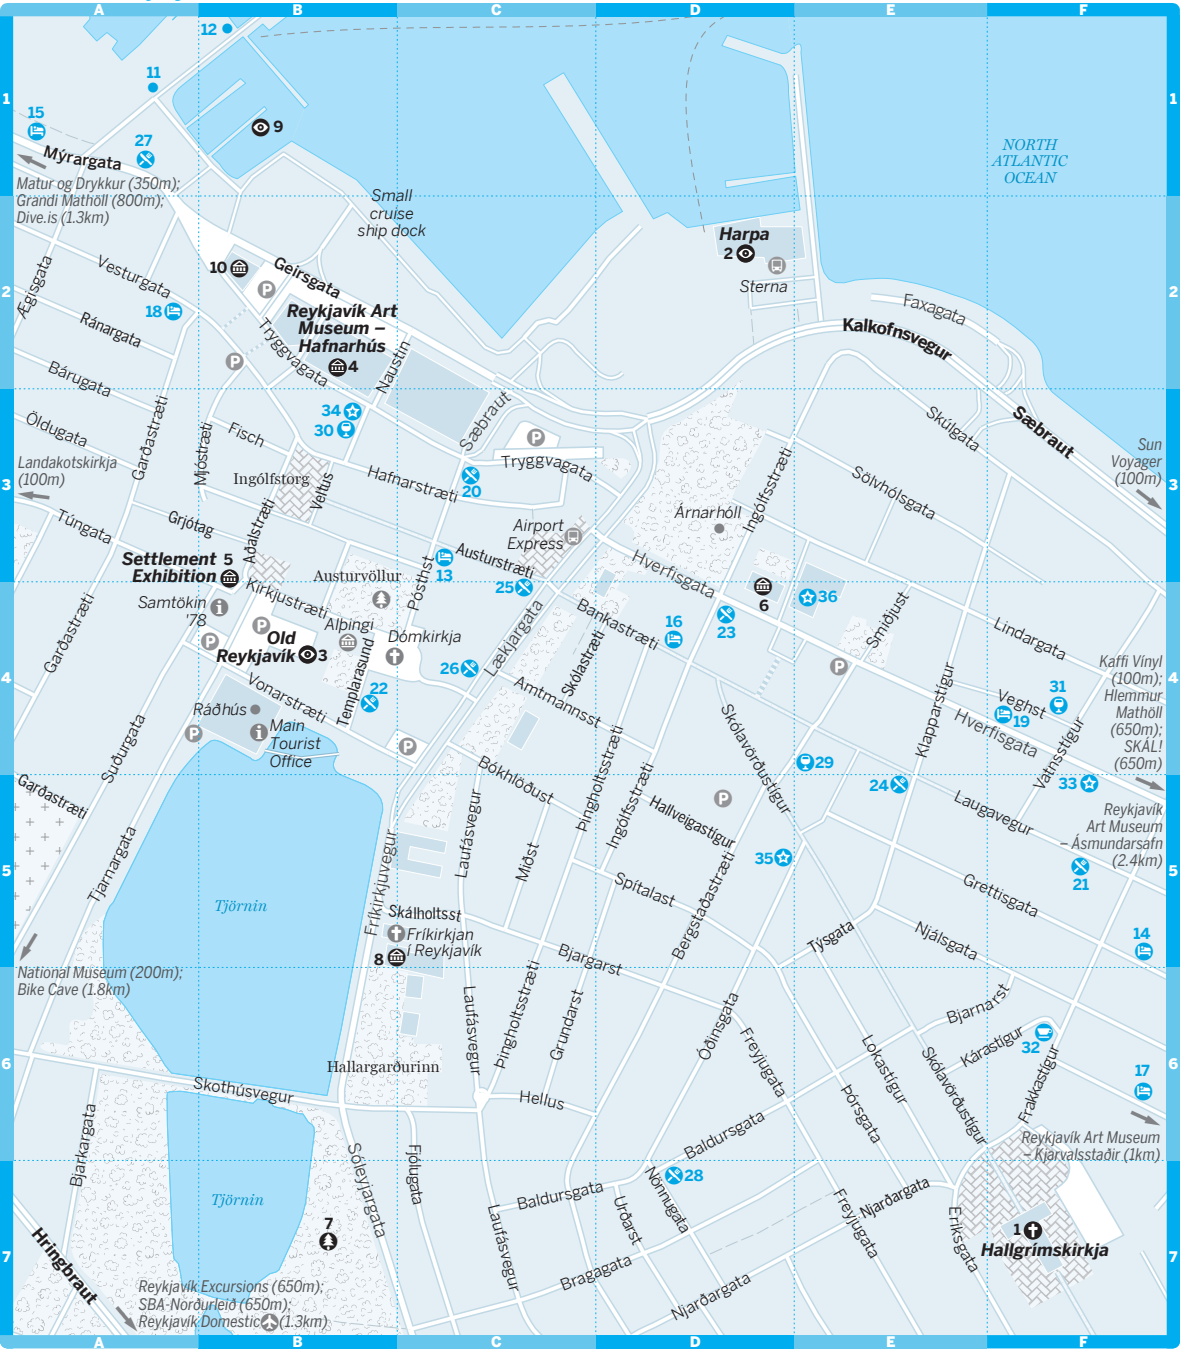 A
B
C
D
E
F
12
11
1
1
15
9
27
Mýrargata
NORTH
ATLANTIC
OCEAN
Matur og Drykkur (350m);
Grandi Mathöll (800m);
Dive.is (1.3km)
Small
cruise
ship dock
Harpa
2
Sterna
10
Geirsgata
Vesturgata
Ægisgata
2
2
18
Ránargata
Faxagata
Kalkofnsvegur
Reykjavík Art
Museum –
Hafnarhús
4
Tryggvagata
Naustin
Bárugata
34
30
Öldugata
Garðastræti
Mjóstræti
Fisch
Sæbraut
Skúlgata
Sæbraut
Sun
Voyager
(100m)
Landakotskirkja
(100m)
Ingólfstorg
Veltus
Hafnarstræti
Tryggvagata
20
Ingólfsstræti
Sölvhólsgata
3
3
Túngata
Grjótag
Aðalstræti
Árnarhóll
Airport
Express
Settlement 5
Exhibition
Austurvöllur
Pósthst
13
Austurstræti
25
Hverfisgata
6
36
Samtökin
'78
Kirkjustræti
Alþingi
Dómkirkja
Lækjargata
Bankastræti
16
23
Smiðjust
Lindargata
Garðastræti
Old
Reykjavík
3
Templarasund
26
Skólastræti
Kaffi Vínyl
(100m);
Hlemmur
Mathöll
(650m);
SKÁL!
(650m)
4
4
Vonarstræti
22
Amtmannsst
Klapparstígur
Veghst
31
19
Hverfisgata
Ráðhús
Main
Tourist
Office
Suðurgata
Skólavörðustígur
29
Vatnsstígur
Garðastræti
Bókhlöðust
Þingholtsstræti
Ingólfsstræti
24
33
Hallveigastígur
Laugavegur
Reykjavík
Art Museum
– Ásmundarsafn
(2.4km)
Tjarnargata
Fríkirkjuvegur
Laufásvegur
Miðst
35
21
5
5
Tjörnin
Spítalast
Bergstaðastræti
Grettisgata
Skálholtsst
Fríkirkjan
í Reykjavík
8
Týsgata
Njálsgata
14
Bjargarst
National Museum (200m);
Bike Cave (1.8km)
Laufásvegur
Þingholtsstræti
Grundarst
Óðinsgata
Freyjugata
Bjarnarst
Lokastígur
Skólavörðustígur
Kárastígur
32
Frakkastígur
6
6
Hallargarðurinn
17
Skothúsvegur
Hellus
Þórsgata
Bjarkargata
Baldursgata
Reykjavík Art Museum
– Kjarvalsstaðir (1km)
Sóleyjargata
Fjólugata
Tjörnin
Baldursgata
Nönnugata
28
Njarðargata
7
Laufásvegur
Urðarst
Freyjugata
Eriksgata
1
Hallgrímskirkja
7
7
Hringbraut
Bragagata
Njarðargata
Reykjavík Excursions (650m);
SBA-Norðurleið (650m);
Reykjavík Domestic (1.3km)
A
B
C
D
E
F